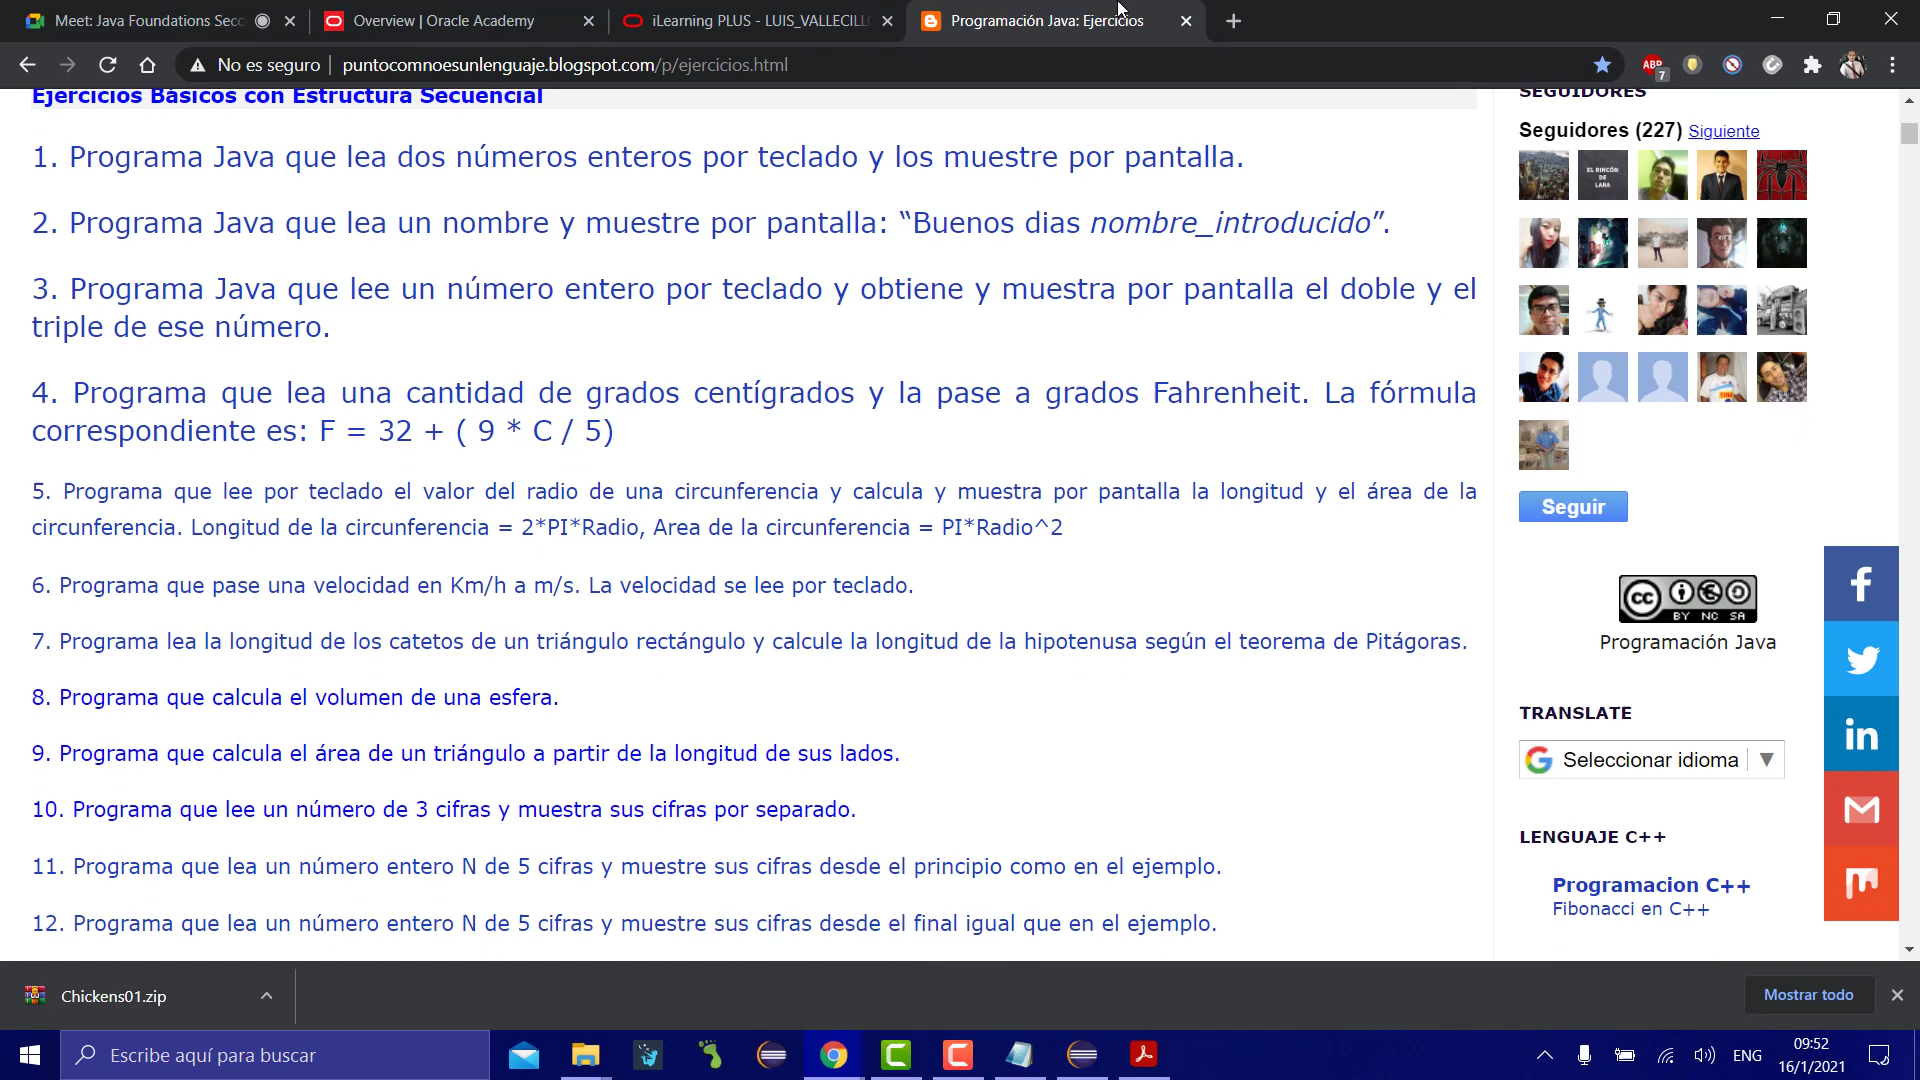 Meet: Java Foundations Sec
Overview | Oracle Academy
iLearning PLUS - LUIS_VALLECILL
Programación Java: Ejercicios
No es seguro
puntocomnoesunlenguaje.blogspot.com/p/ejercicios.html
ABP
7
Ejercicios Básicos con Estructura Secuencial
1. Programa Java que lea dos números enteros por teclado y los muestre por pantalla.
2. Programa Java que lea un nombre y muestre por pantalla: “Buenos dias nombre_introducido”.
3. Programa Java que lee un número entero por teclado y obtiene y muestra por pantalla el doble y el
triple de ese número.
4. Programa que lea una cantidad de grados centígrados y la pase a grados Fahrenheit. La fórmula
correspondiente es: F = 32 + ( 9 * C / 5)
5. Programa que lee por teclado el valor del radio de una circunferencia y calcula y muestra por pantalla la longitud y el área de la
circunferencia. Longitud de la circunferencia = 2*PI*Radio, Area de la circunferencia = PI*Radio^2
6. Programa que pase una velocidad en Km/h a m/s. La velocidad se lee por teclado.
7. Programa lea la longitud de los catetos de un triángulo rectángulo y calcule la longitud de la hipotenusa según el teorema de Pitágoras.
8. Programa que calcula el volumen de una esfera.
9. Programa que calcula el área de un triángulo a partir de la longitud de sus lados.
10. Programa que lee un número de 3 cifras y muestra sus cifras por separado.
11. Programa que lea un número entero N de 5 cifras y muestre sus cifras desde el principio como en el ejemplo.
12. Programa que lea un número entero N de 5 cifras y muestre sus cifras desde el final igual que en el ejemplo.
SEGUIDORES
Seguidores (227) Siguiente
EL RINCÓN
DE
LARA
Seguir
cc
BY NC SA
Programación Java
TRANSLATE
Seleccionar idioma
LENGUAJE C++
Programacion C++
Fibonacci en C++
Chickens01.zip
Mostrar todo
Escribe aquí para buscar
ENG
09:52
16/1/2021